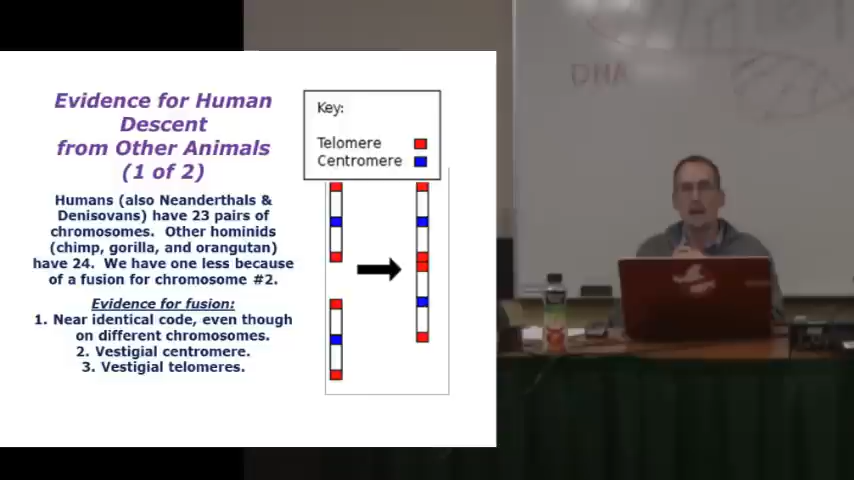 Evidence for Human
Descent
from Other Animals
(1 of 2)
Humans (also Neanderthals &
Denisovans) have 23 pairs of
chromosomes. Other hominids
(chimp, gorilla, and orangutan)
have 24. We have one less because
of a fusion for chromosome #2.
Evidence for fusion:
1. Near identical code, even though
on different chromosomes.
2. Vestigial centromere.
3. Vestigial telomeres.
Key:
Telomere
Centromere
DNA